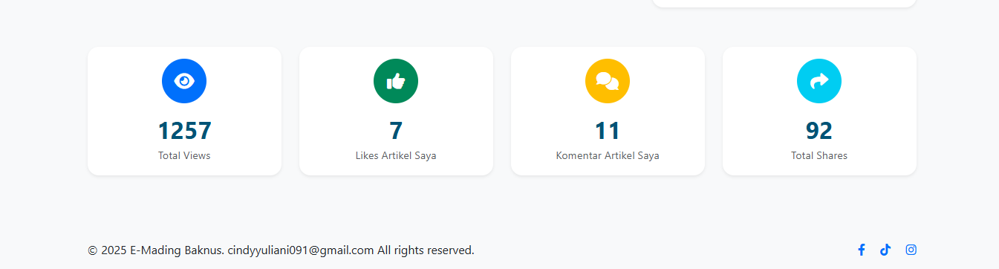 1257
Total Views
7
Likes Artikel Saya
11
Komentar Artikel Saya
92
Total Shares
© 2025 E-Mading Baknus. cindyyuliani091@gmail.com All rights reserved.